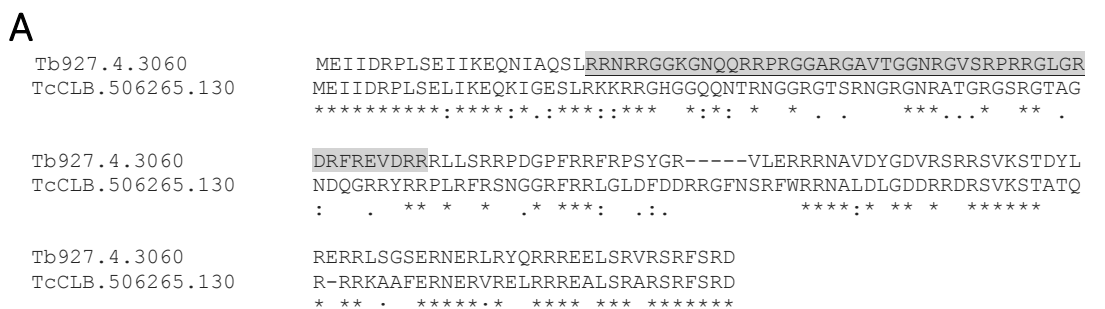 A
Tb927.4.3060 MEIIDRPLSEIIKEQNIAQSLRRNRRGGKGNQQRRPRGGARGAVTGGNRGVSRPRRGLGR
TcCLB.506265.130 MEIIDRPLSELIKEQKIGESLRKKRRGHGGQQNTRNGGRGTSRNGRGNRATGRGSRGTAG
**********:****:*.:***::*** *:*: * * . . ***...* ** .
Tb927.4.3060 DRFREVDRRRLLSRRPDGPFRRFRPSYGR-----VLERRRNAVDYGDVRSRRSVKSTDYL
TcCLB.506265.130 NDQGRRYRRPLRFRSNGGRFRRLGLDFDDRRGFNSRFWRRNALDLGDDRRDRSVKSTATQ
: . ** * * .* ***: .:. ****:* ** * ******
Tb927.4.3060 RERRLSGSERNERLRYQRRREELSRVRSRFSRD
TcCLB.506265.130 R-RRKAAFERNERVRELRRREALSRARSRFSRD
* ** . *****.* **** *** *******